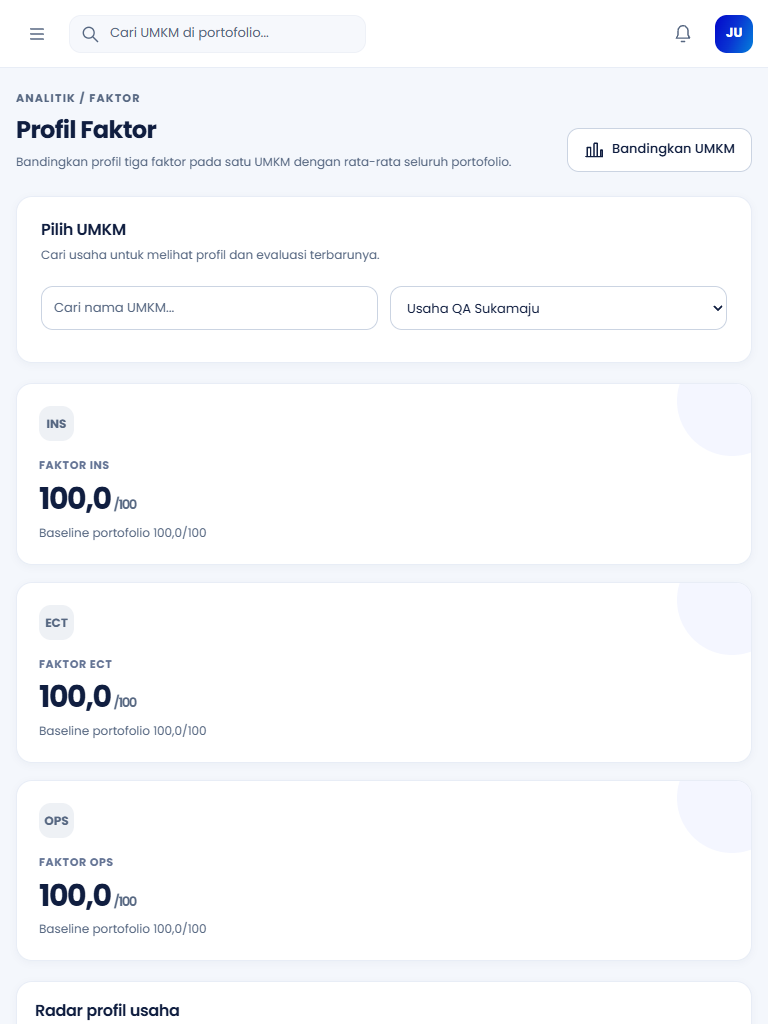 Cari UMKM di portofolio...
JU
ANALITIK / FAKTOR
Profil Faktor
Bandingkan profil tiga faktor pada satu UMKM dengan rata-rata seluruh portofolio.
Bandingkan UMKM
Pilih UMKM
Cari usaha untuk melihat profil dan evaluasi terbarunya.
Cari nama UMKM...
Usaha QA Sukamaju
INS
FAKTOR INS
100,0 /100
Baseline portofolio 100,0/100
ECT
FAKTOR ECT
100,0 /100
Baseline portofolio 100,0/100
OPS
FAKTOR OPS
100,0 /100
Baseline portofolio 100,0/100
Radar profil usaha